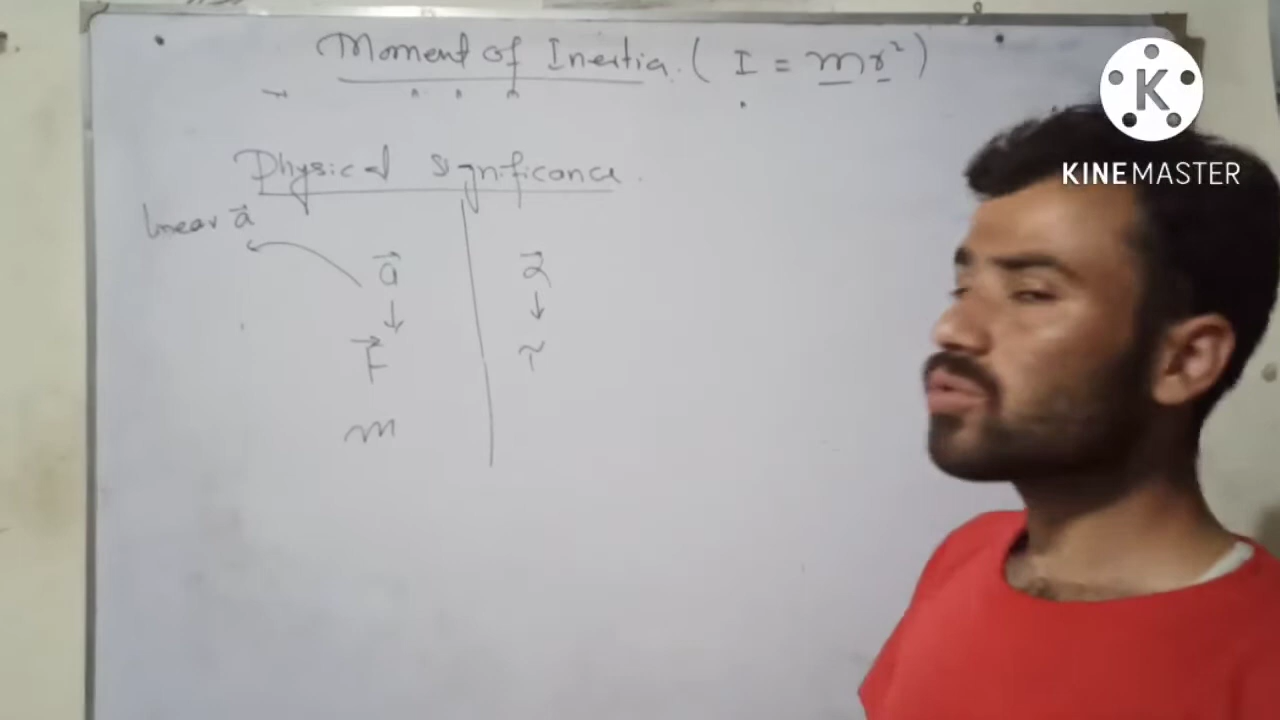 Moment of Inertia. ( I = mr² )
Physical significance.
linear a⃗
a⃗ α⃗
↓ ↓
F⃗ τ
m
K
KINEMASTER